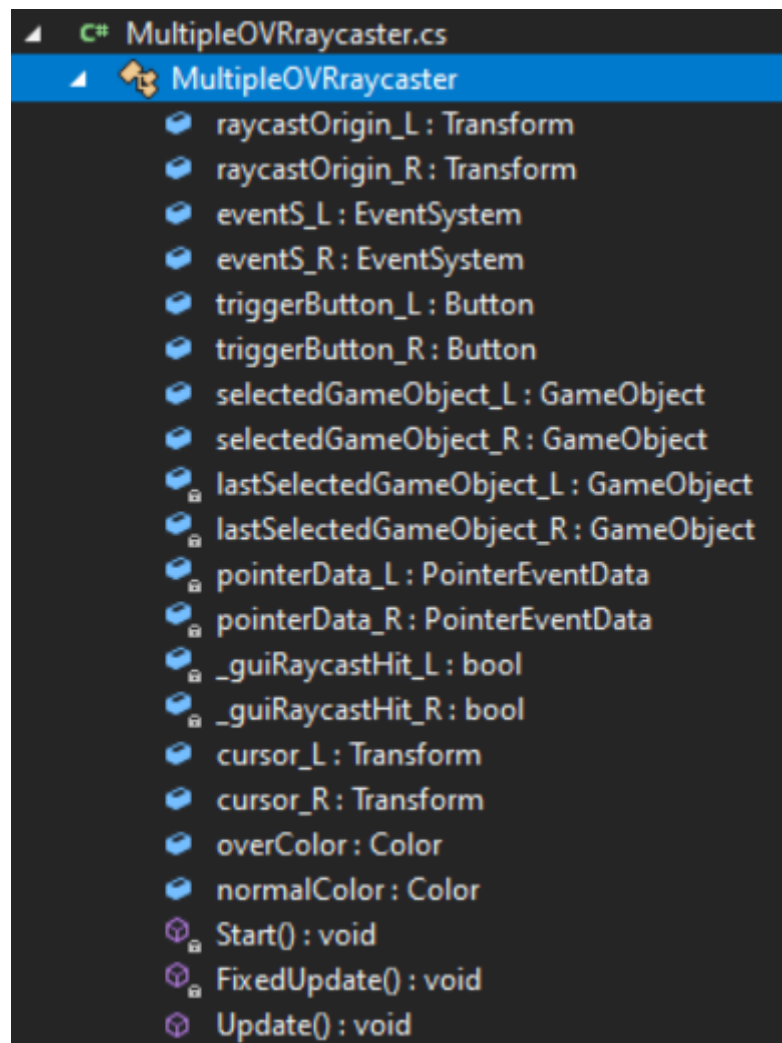 C# MultipleOVRraycaster.cs
MultipleOVRraycaster
raycastOrigin_L : Transform
raycastOrigin_R : Transform
eventS_L : EventSystem
eventS_R : EventSystem
triggerButton_L : Button
triggerButton_R : Button
selectedGameObject_L : GameObject
selectedGameObject_R : GameObject
lastSelectedGameObject_L : GameObject
lastSelectedGameObject_R : GameObject
pointerData_L : PointerEventData
pointerData_R : PointerEventData
_guiRaycastHit_L : bool
_guiRaycastHit_R : bool
cursor_L : Transform
cursor_R : Transform
overColor : Color
normalColor : Color
Start() : void
FixedUpdate() : void
Update() : void